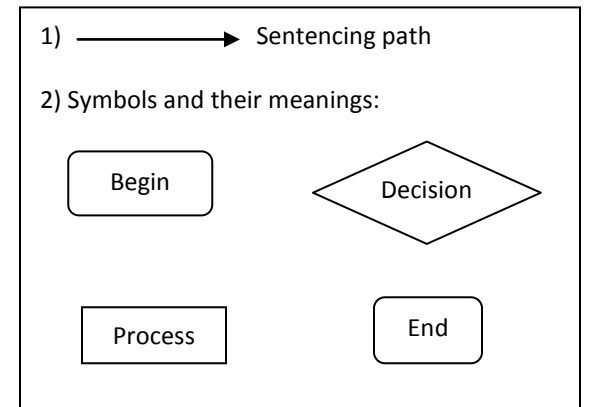 1) Sentencing path
2) Symbols and their meanings:
Begin
Decision
Process
End